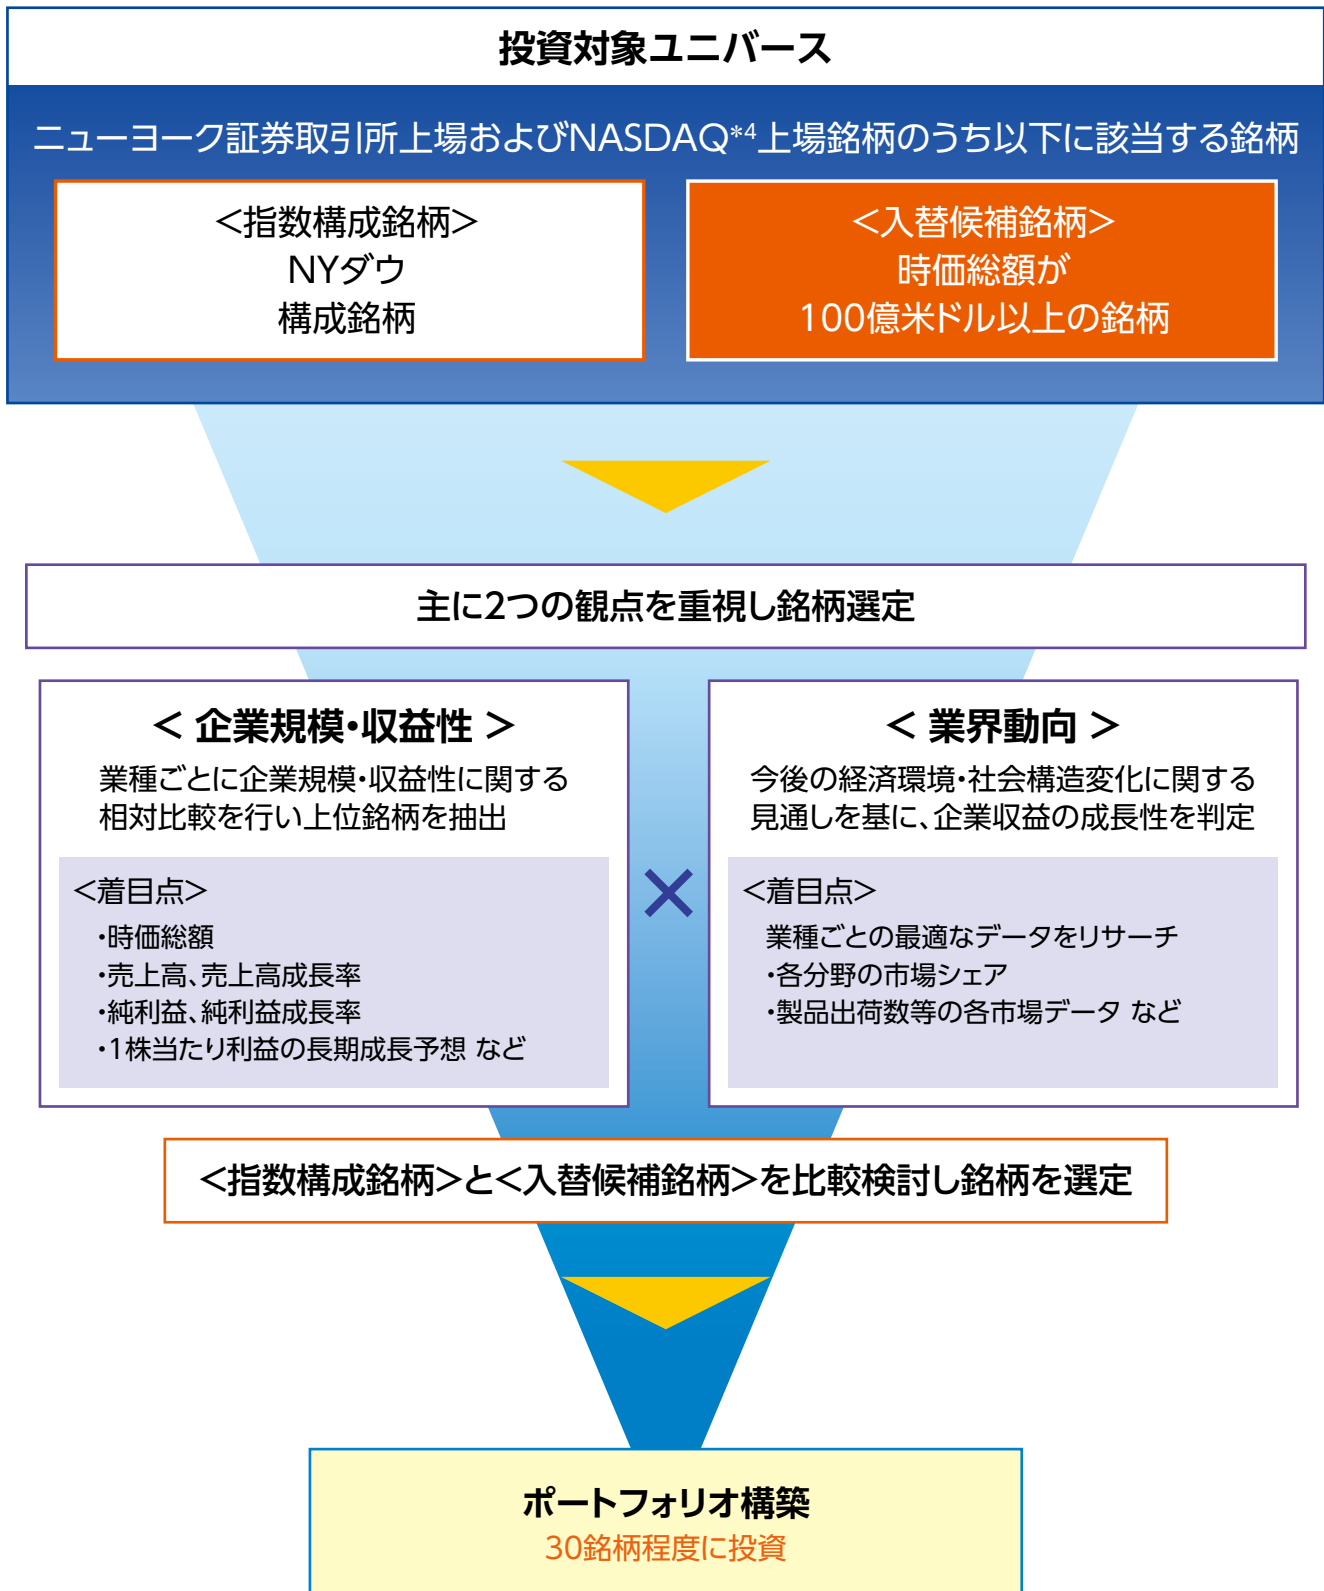 投資対象ユニバース
ニューヨーク証券取引所上場およびNASDAQ*4上場銘柄のうち以下に該当する銘柄
<指数構成銘柄>
NYダウ
構成銘柄
<入替候補銘柄>
時価総額が
100億米ドル以上の銘柄
主に2つの観点を重視し銘柄選定
< 企業規模・収益性 >
業種ごとに企業規模・収益性に関する
相対比較を行い上位銘柄を抽出
<着目点>
・時価総額
・売上高、売上高成長率
・純利益、純利益成長率
・1株当たり利益の長期成長予想 など
×
< 業界動向 >
今後の経済環境・社会構造変化に関する
見通しを基に、企業収益の成長性を判定
<着目点>
業種ごとの最適なデータをリサーチ
・各分野の市場シェア
・製品出荷数等の各市場データ など
<指数構成銘柄>と<入替候補銘柄>を比較検討し銘柄を選定
ポートフォリオ構築
30銘柄程度に投資